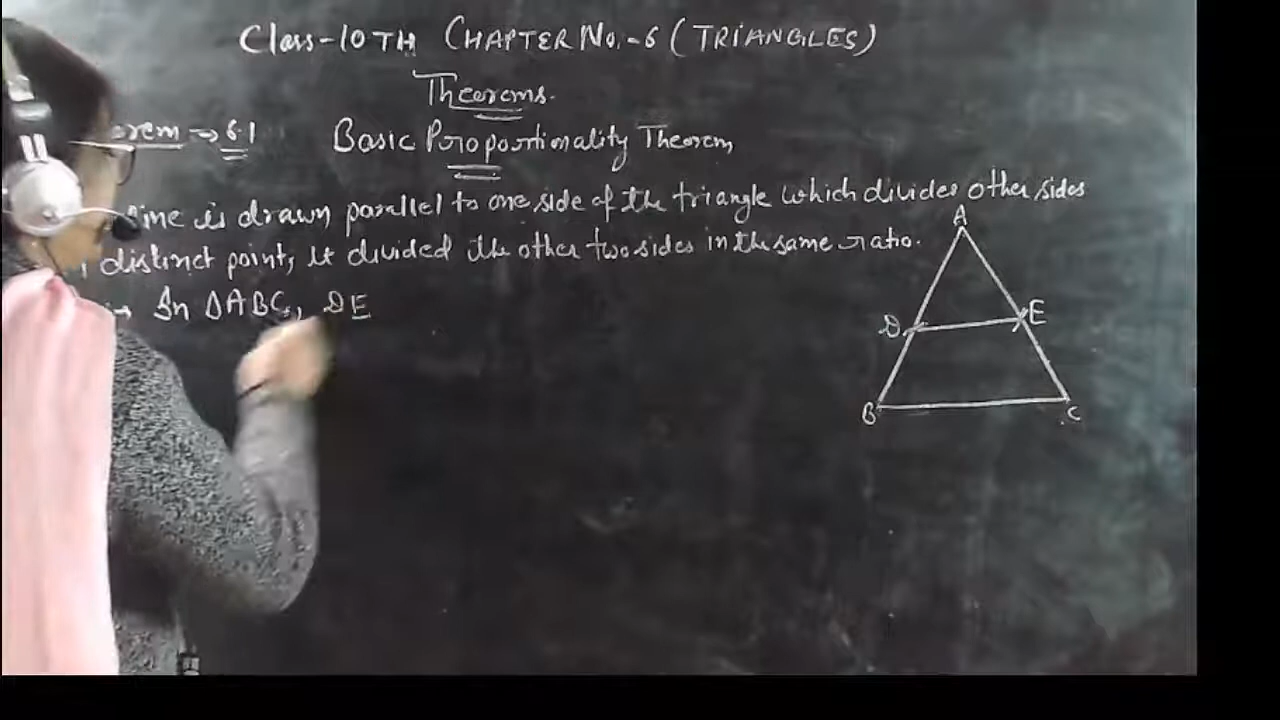 Class-10TH CHAPTER No.-6 (TRIANGLES)
Theorems.
orem → 6.1 Basic Proportionality Theorem
line is drawn parallel to one side of the triangle which divides other sides
distinct point, it divided the other two sides in the same ratio.
→ In ΔABC, DE
A
D E
B C